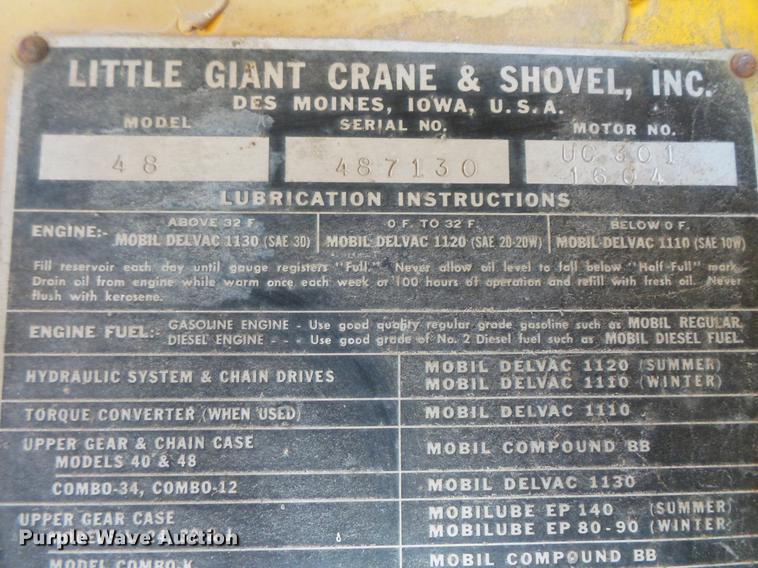 LITTLE GIANT CRANE & SHOVEL, INC.
DES MOINES, IOWA, U.S.A.
MODEL SERIAL NO. MOTOR NO.
48 487130 UC 301
1604
LUBRICATION INSTRUCTIONS
ENGINE:- ABOVE 32 F. 0 F. TO 32 F. BELOW 0 F.
MOBIL DELVAC 1130 (SAE 30) MOBIL DELVAC 1120 (SAE 20-20W) MOBIL DELVAC 1110 (SAE 10W)
Fill reservoir each day until gauge registers "Full." Never allow oil level to fall below "Half Full" mark
Drain oil from engine while warm once each week or 100 hours of operation and refill with fresh oil. Never
flush with kerosene.
ENGINE FUEL:- GASOLINE ENGINE - Use good quality regular grade gasoline such as MOBIL REGULAR.
DIESEL ENGINE - - - Use good grade of No. 2 Diesel fuel such as MOBIL DIESEL FUEL.
HYDRAULIC SYSTEM & CHAIN DRIVES MOBIL DELVAC 1120 (SUMMER)
MOBIL DELVAC 1110 (WINTER)
TORQUE CONVERTER (WHEN USED) MOBIL DELVAC 1110
UPPER GEAR & CHAIN CASE
MODELS 40 & 48 MOBIL COMPOUND BB
COMBO-34, COMBO-12 MOBIL DELVAC 1130
UPPER GEAR CASE MOBILUBE EP 140 (SUMMER)
MOBILUBE EP 80-90 (WINTER
Purple Wave Auction
MODEL COMBO-K MOBIL COMPOUND BB